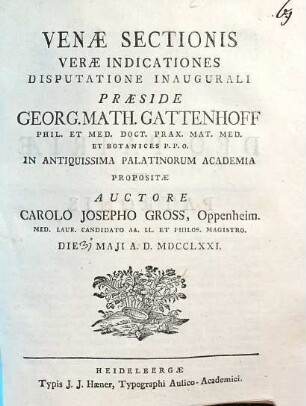 VENÆ SECTIONIS
VERÆ INDICATIONES
DISPUTATIONE INAUGURALI
PRÆSIDE
GEORG. MATH. GATTENHOFF
PHIL. ET MED. DOCT. PRAX. MAT. MED.
ET BOTANICES P. P. O.
IN ANTIQUISSIMA PALATINORUM ACADEMIA
PROPOSITÆ
AUCTORE
CAROLO JOSEPHO GROSS, Oppenheim.
MED. LAUR. CANDIDATO AA. LL. ET PHILOS. MAGISTRO.
DIE MAJI A. D. MDCCLXXI.
HEIDELBERGÆ
Typis J. J. Hæner, Typographi Aulico-Academici.